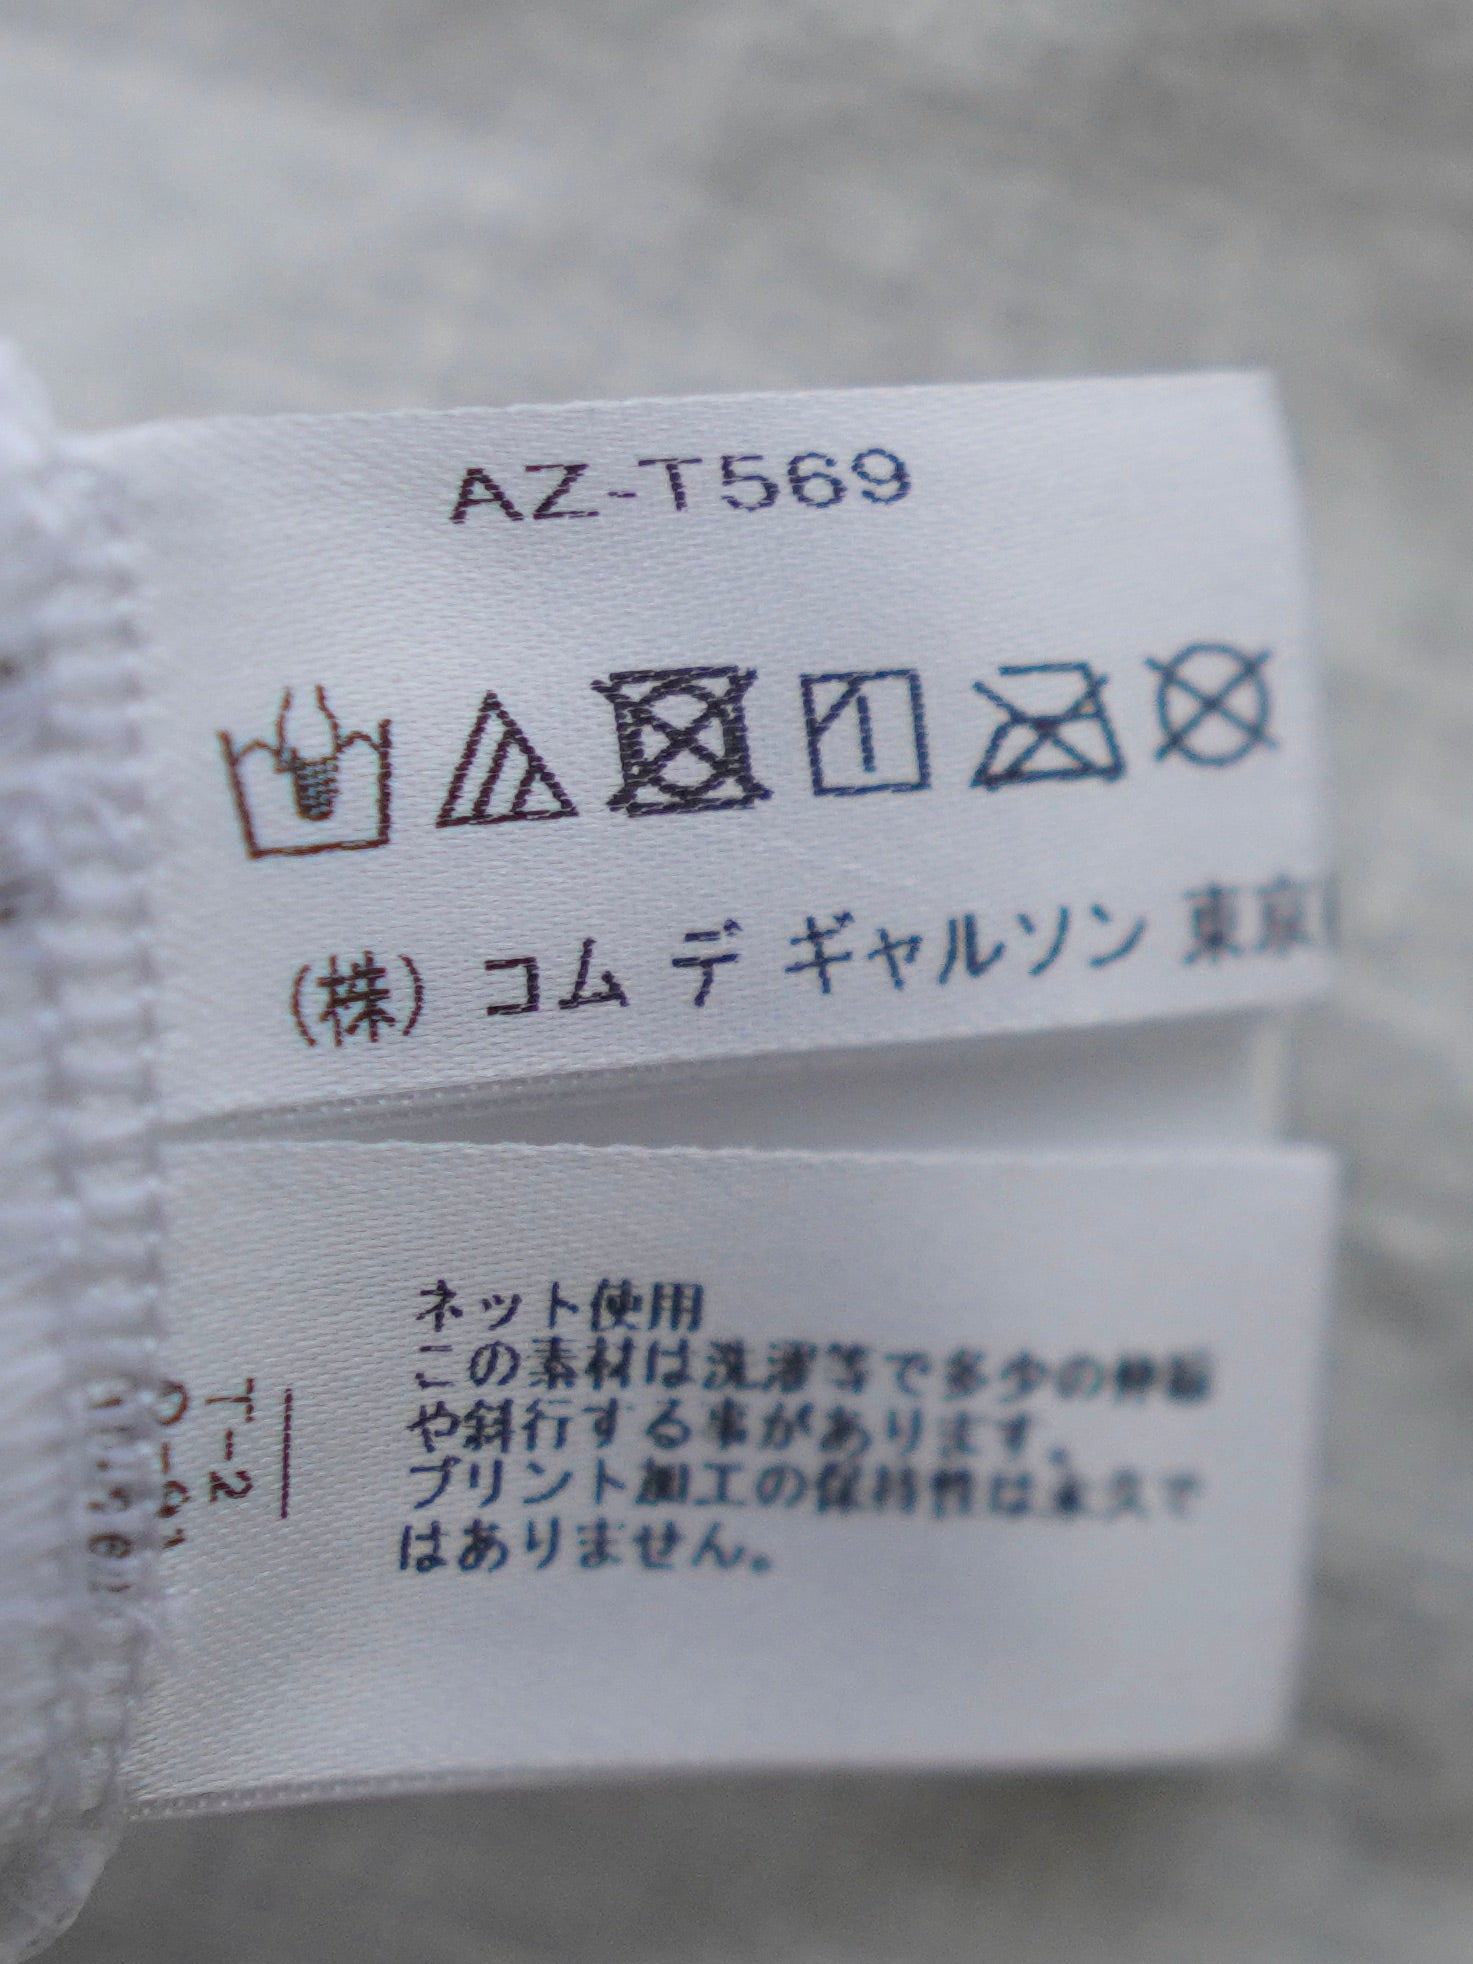 AZ-T569
(株) コム デ ギャルソン 東京
ネット使用
この素材は洗濯等で多少の伸縮
や斜行する事があります。
プリント加工の保持性は永久で
はありません。
T-2